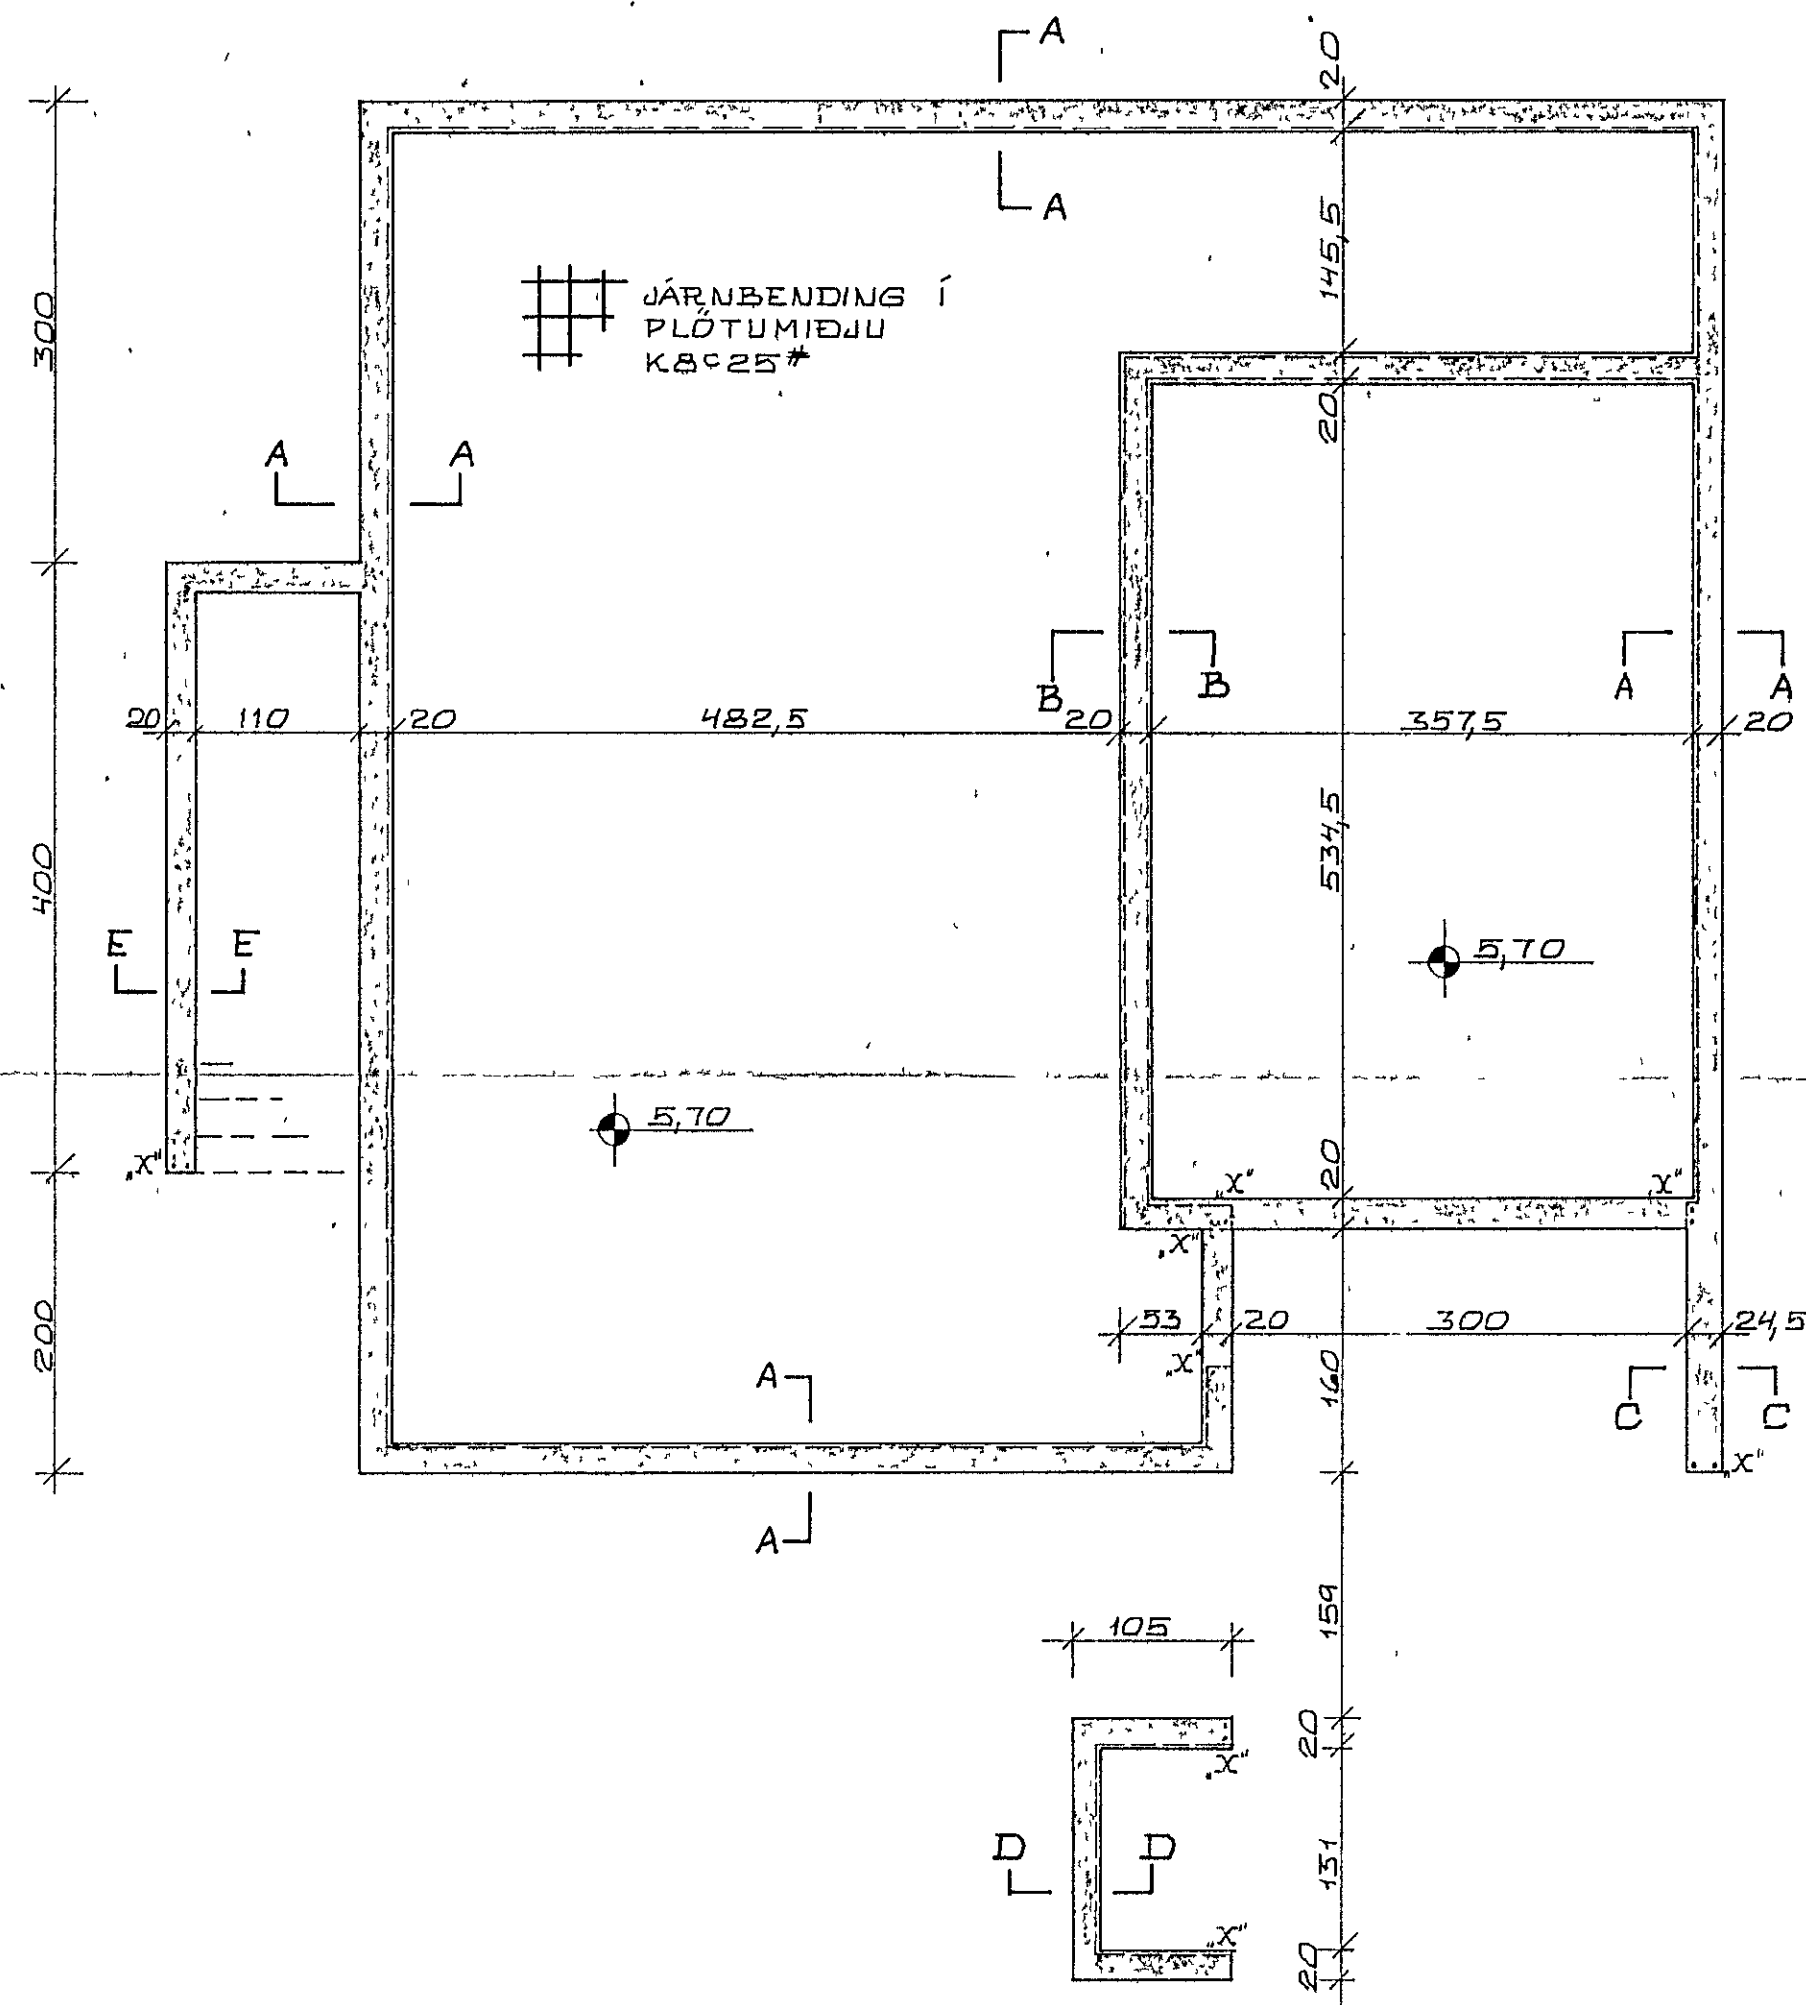 A
20
A
145,5
300
JÁRNBENDING Í
PLÖTUMIÐJU
K8c25#
20
A A
B B A A
20 110 20 482,5 20 357,5 20
534,5
400
E E
5,70
5,70
20
„X"
„X" „X"
„X"
53 20 300 24,5
200
„X"
160
A
C C
„X"
A
159
105
20
„X"
D D
131
„X"
20